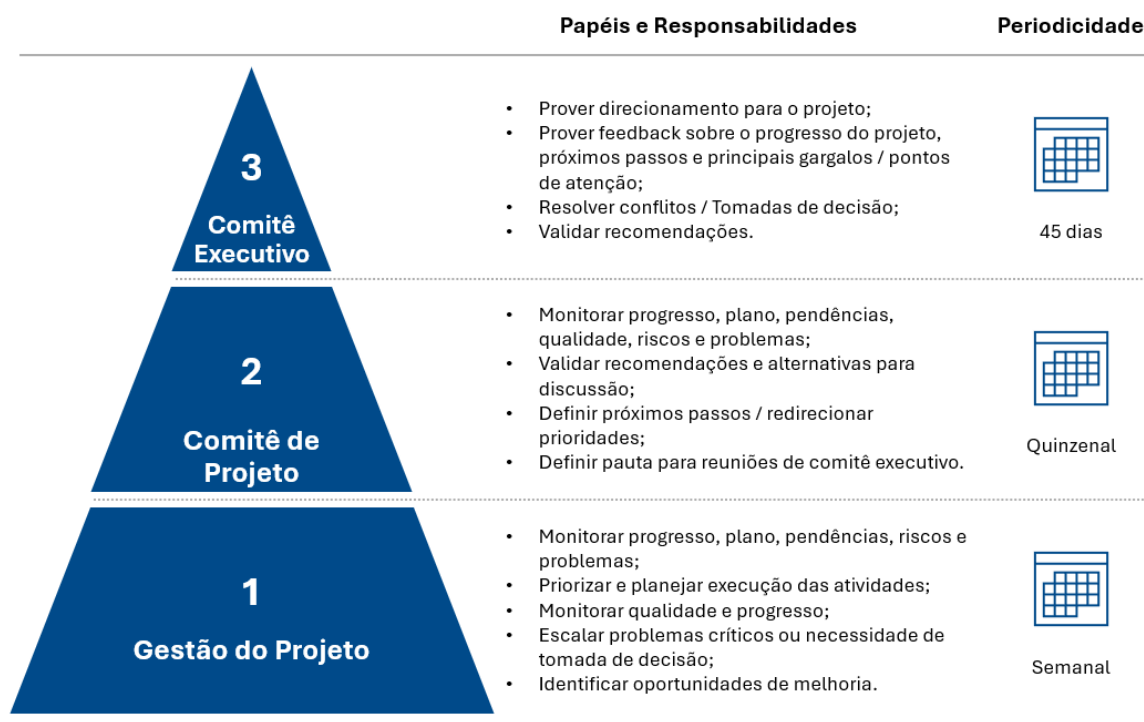 Papéis e Responsabilidades
Periodicidade
3
Comitê
Executivo
• Prover direcionamento para o projeto;
• Prover feedback sobre o progresso do projeto,
próximos passos e principais gargalos / pontos
de atenção;
• Resolver conflitos / Tomadas de decisão;
• Validar recomendações.
45 dias
2
Comitê de
Projeto
• Monitorar progresso, plano, pendências,
qualidade, riscos e problemas;
• Validar recomendações e alternativas para
discussão;
• Definir próximos passos / redirecionar
prioridades;
• Definir pauta para reuniões de comitê executivo.
Quinzenal
1
Gestão do Projeto
• Monitorar progresso, plano, pendências, riscos e
problemas;
• Priorizar e planejar execução das atividades;
• Monitorar qualidade e progresso;
• Escalar problemas críticos ou necessidade de
tomada de decisão;
• Identificar oportunidades de melhoria.
Semanal